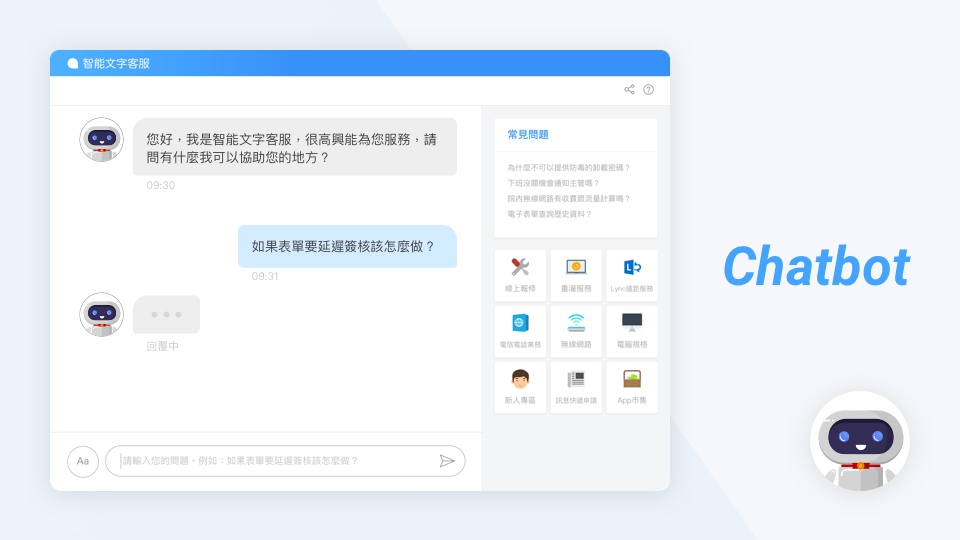 智能文字客服
您好，我是智能文字客服，很高興能為您服務，請
問有什麼我可以協助您的地方？
09:30
如果表單要延遲簽核該怎麼做？
09:31
回覆中
Aa
請輸入您的問題。例如：如果表單要延遲簽核該怎麼做？
常見問題
為什麼不可以提供防毒的卸載密碼？
下班沒關機會通知主管嗎？
院內無線網路有收費跟流量計算嗎？
電子表單查詢歷史資料？
線上報修
重灌服務
Lync通訊服務
電信電話業務
無線網路
電腦規格
新人專區
訊息快遞申請
App市集
Chatbot